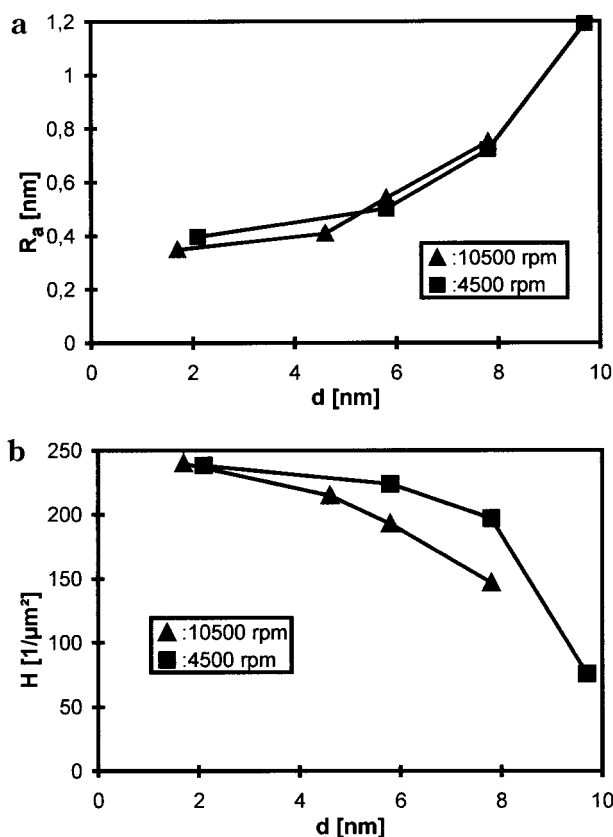 a
1,2
1
0,8
0,6
0,4
0,2
0
Ra [nm]
▲ :10500 rpm
■ :4500 rpm
0 2 4 6 8 10
d [nm]
b
250
200
150
100
50
0
H [1/µm²]
▲ :10500 rpm
■ :4500 rpm
0 2 4 6 8 10
d [nm]